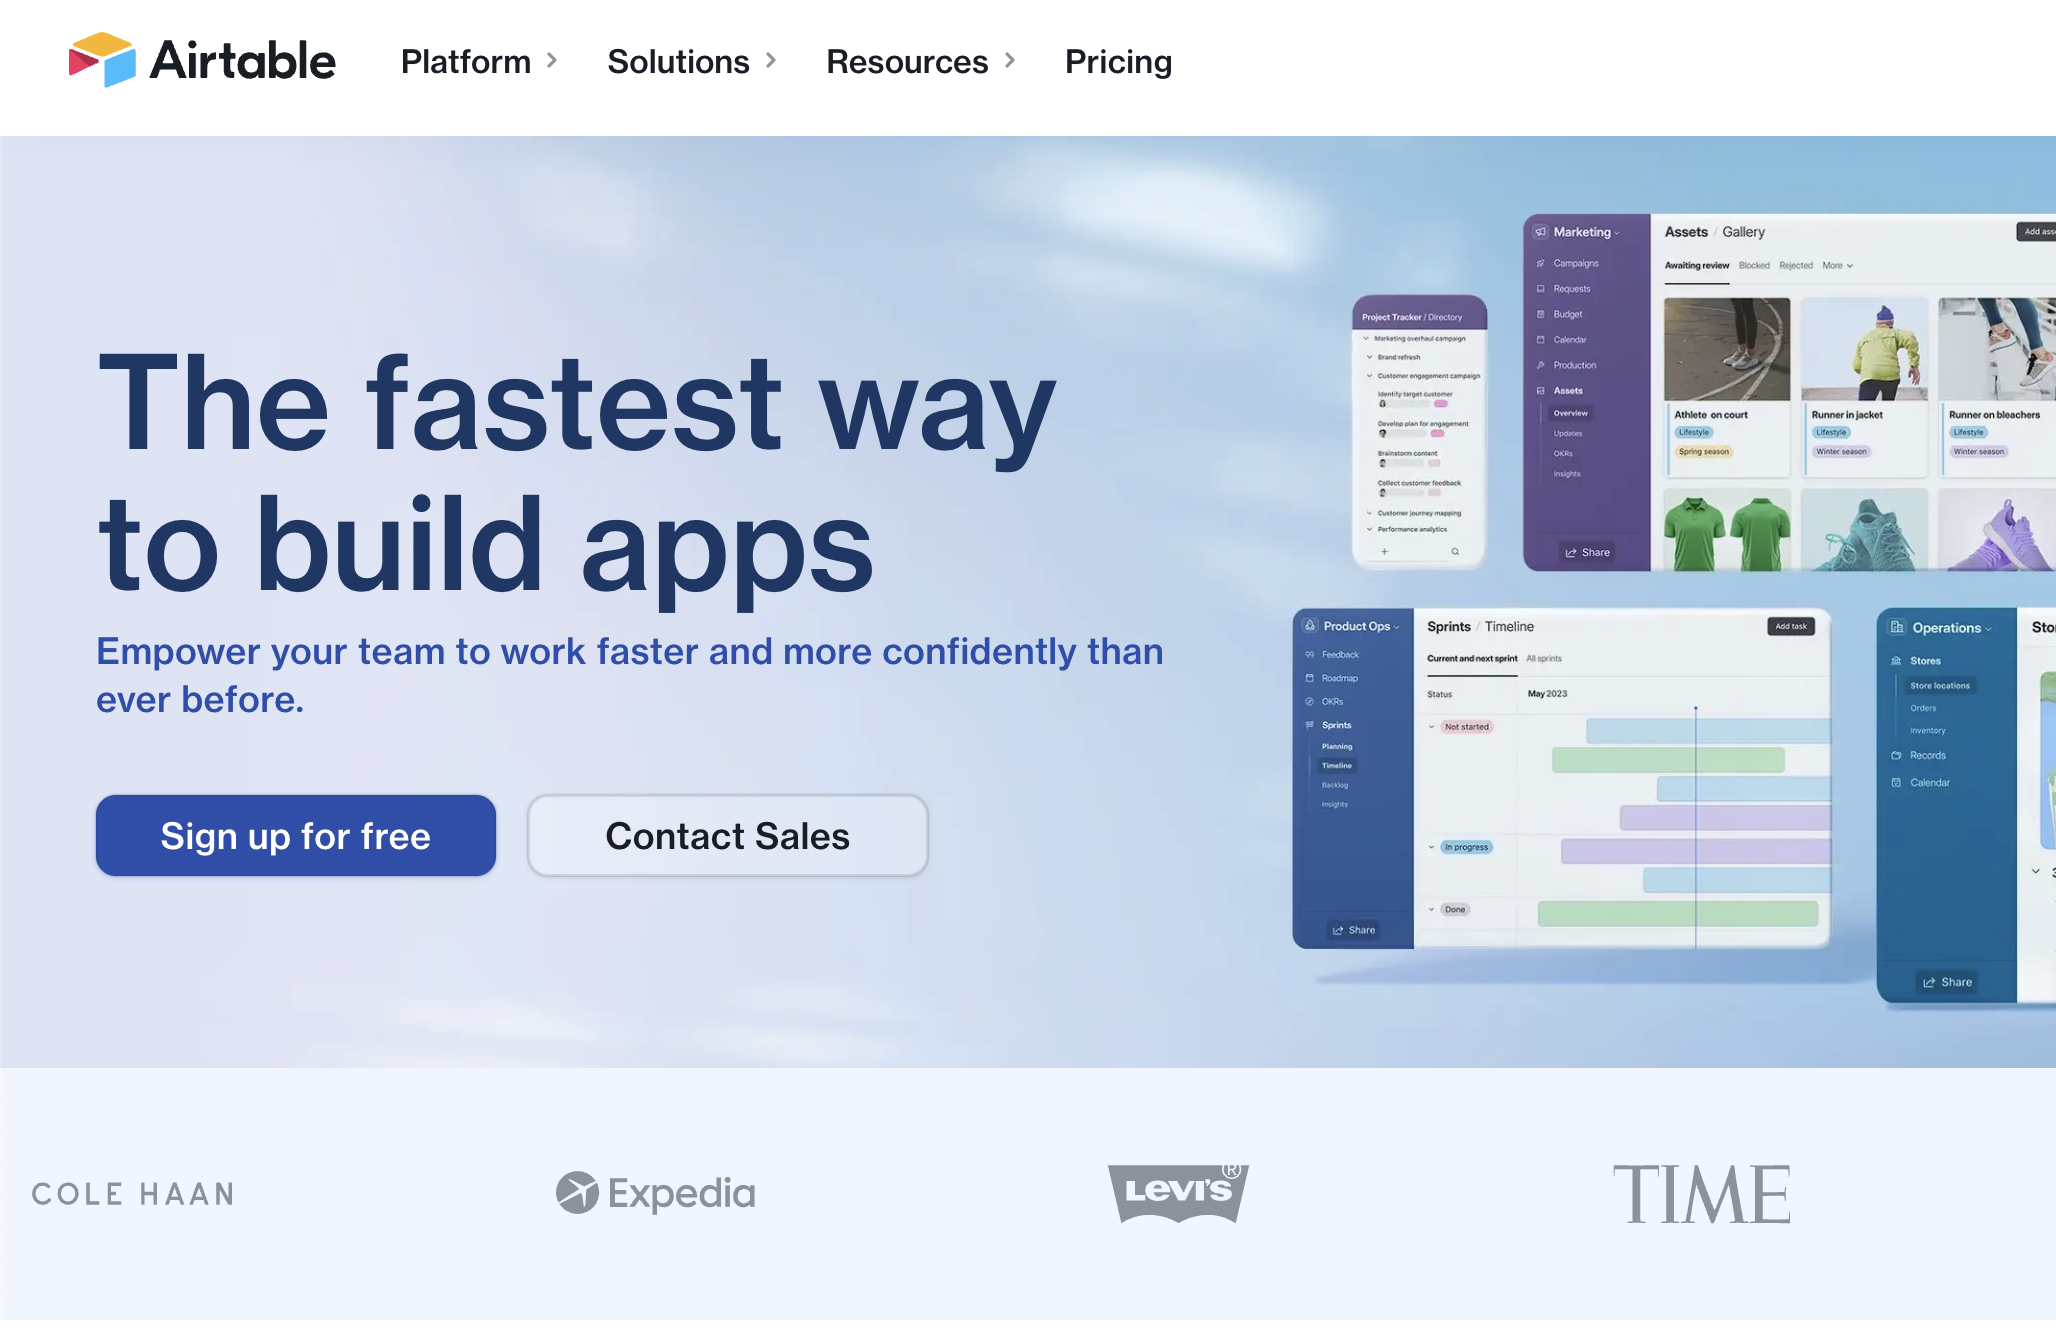 Airtable
Platform
Solutions
Resources
Pricing
The fastest way
to build apps
Empower your team to work faster and more confidently than
ever before.
Sign up for free
Contact Sales
Project Tracker / Directory
Marketing overhaul campaign
Brand refresh
Customer engagement campaign
Identify target customer
Develop plan for engagement
Brainstorm content
Collect customer feedback
Customer journey mapping
Performance analytics
Marketing
Campaigns
Requests
Budget
Calendar
Production
Assets
Overview
Updates
OKRs
Insights
Share
Assets / Gallery
Add
Awaiting review Blocked Rejected More
Athlete on court
Lifestyle
Spring season
Runner in jacket
Lifestyle
Winter season
Runner on bleachers
Lifestyle
Winter season
Product Ops
Feedback
Roadmap
OKRs
Sprints
Planning
Timeline
Backlog
Insights
Share
Sprints / Timeline
Add task
Current and next sprint All sprints
Status May 2023
Not started
In progress
Done
Operations
Stores
Store locations
Orders
Inventory
Records
Calendar
Share
COLE HAAN
Expedia
LEVI'S ®
TIME